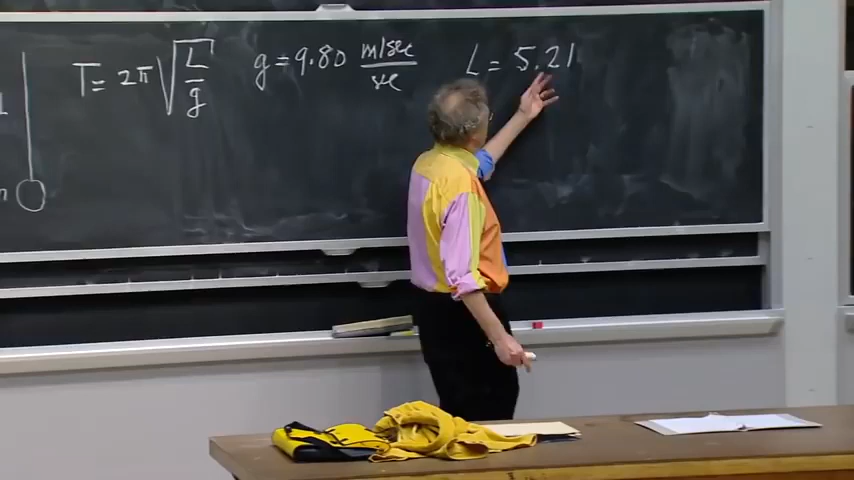 T = 2π √L/g g = 9.80 m/sec/sec L = 5.21